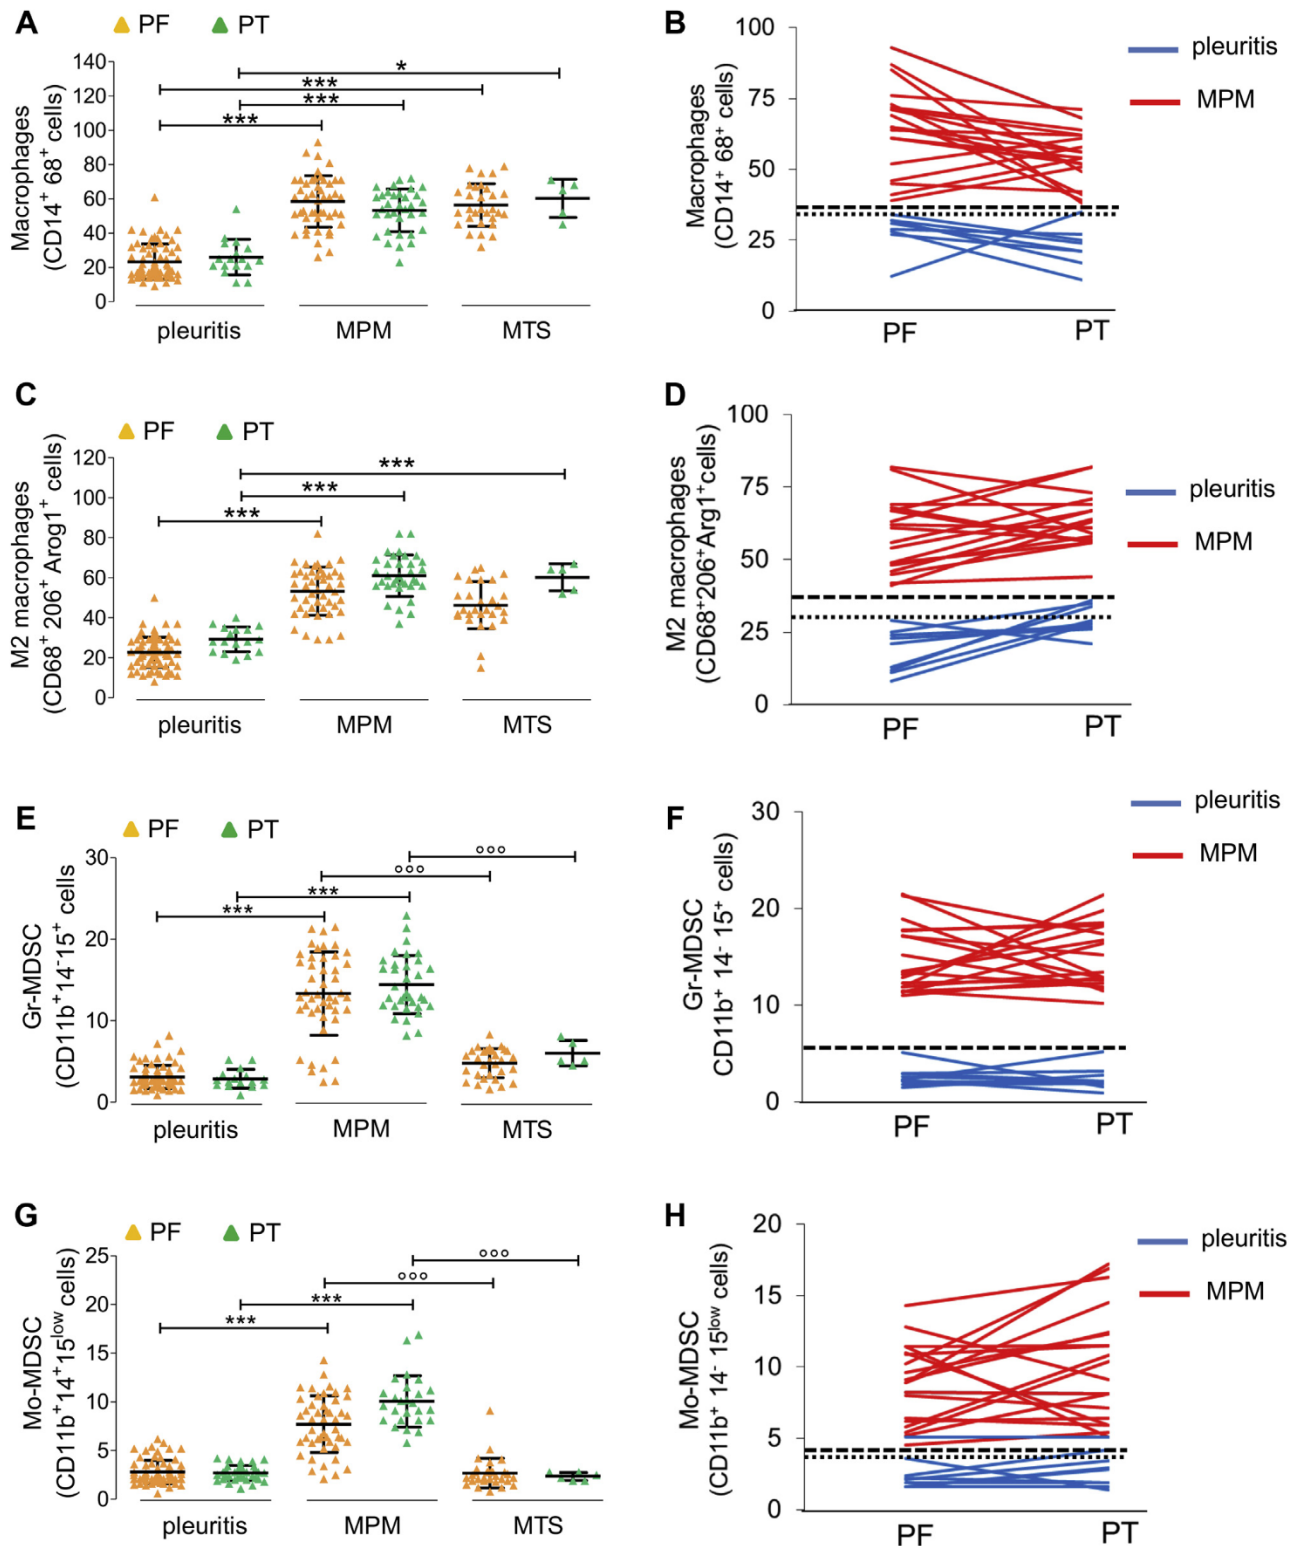 A
PF PT
Macrophages
(CD14⁺ 68⁺ cells)
140
120
100
80
60
40
20
0
*
***
***
***
pleuritis MPM MTS
B
Macrophages
(CD14⁺ 68⁺ cells)
100
75
50
25
0
PF PT
pleuritis
MPM
C
PF PT
M2 macrophages
(CD68⁺ 206⁺ Arog1⁺ cells)
120
100
80
60
40
20
0
***
***
***
pleuritis MPM MTS
D
M2 macrophages
(CD68⁺206⁺Arg1⁺cells)
100
75
50
25
0
PF PT
pleuritis
MPM
E
PF PT
Gr-MDSC
(CD11b⁺14⁻15⁺ cells
30
20
10
0
°°°
°°°
***
***
pleuritis MPM MTS
F
Gr-MDSC
CD11b⁺ 14⁻ 15⁺ cells)
30
20
10
0
PF PT
pleuritis
MPM
G
PF PT
Mo-MDSC
(CD11b⁺14⁺15ˡᵒʷ cells)
25
20
15
10
5
0
°°°
°°°
***
***
pleuritis MPM MTS
H
Mo-MDSC
(CD11b⁺ 14⁻ 15ˡᵒʷ cells)
20
15
10
5
0
PF PT
pleuritis
MPM